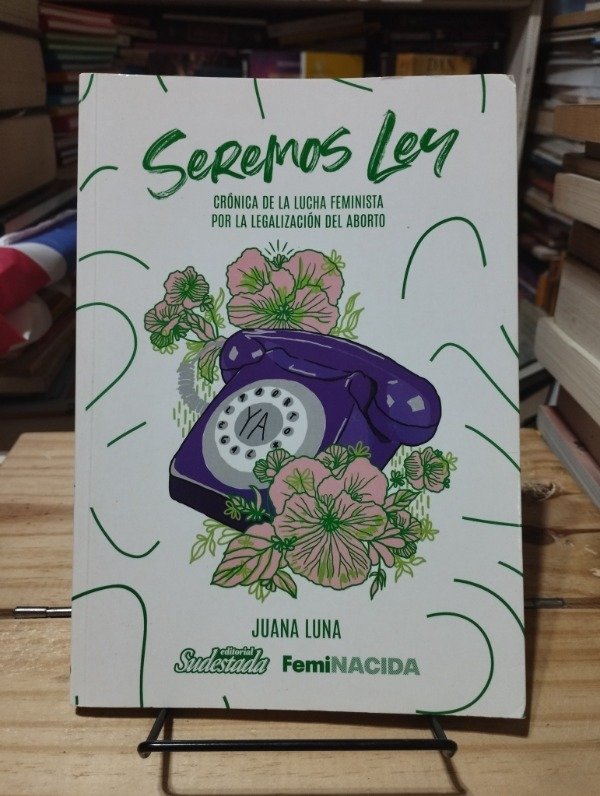 Seremos Ley
CRÓNICA DE LA LUCHA FEMINISTA
POR LA LEGALIZACIÓN DEL ABORTO
YA
JUANA LUNA
editorial
Sudestada
FemiNACIDA